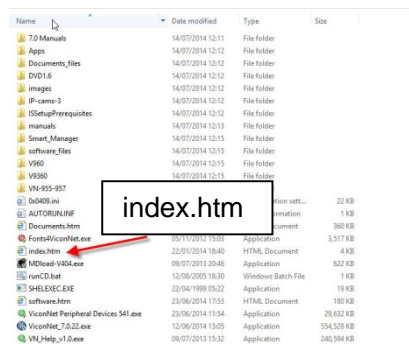 Name Date modified Type Size
7.0 Manuals 14/07/2014 12:11 File folder
Apps 14/07/2014 12:12 File folder
Documents_files 14/07/2014 12:12 File folder
DVD1.6 14/07/2014 12:12 File folder
images 14/07/2014 12:12 File folder
IP-cams-3 14/07/2014 12:12 File folder
ISSetupPrerequisites 14/07/2014 12:12 File folder
manuals 14/07/2014 12:13 File folder
Smart_Manager 14/07/2014 12:15 File folder
software_files 14/07/2014 12:15 File folder
V960 14/07/2014 12:15 File folder
V9360 14/07/2014 12:15 File folder
VN-955-957
0x0409.ini sett... 22 KB
AUTORUN.INF 1 KB
index.htm
Documents.htm 360 KB
Fonts4ViconNet.exe 05/11/2012 15:03 Application 3,517 KB
index.htm 22/01/2014 18:40 HTML Document 4 KB
MDload-V404.exe 09/07/2013 20:46 Application 622 KB
runCD.bat 12/08/2005 18:30 Windows Batch File 1 KB
SHELEXEC.EXE 22/04/1999 05:22 Application 19 KB
software.htm 23/06/2014 17:53 HTML Document 180 KB
ViconNet Peripheral Devices 541.exe 23/06/2014 11:54 Application 29,632 KB
ViconNet_7.0.22.exe 12/06/2014 13:05 Application 554,528 KB
VN_Help_v1.0.exe 09/07/2013 15:32 Application 240,594 KB